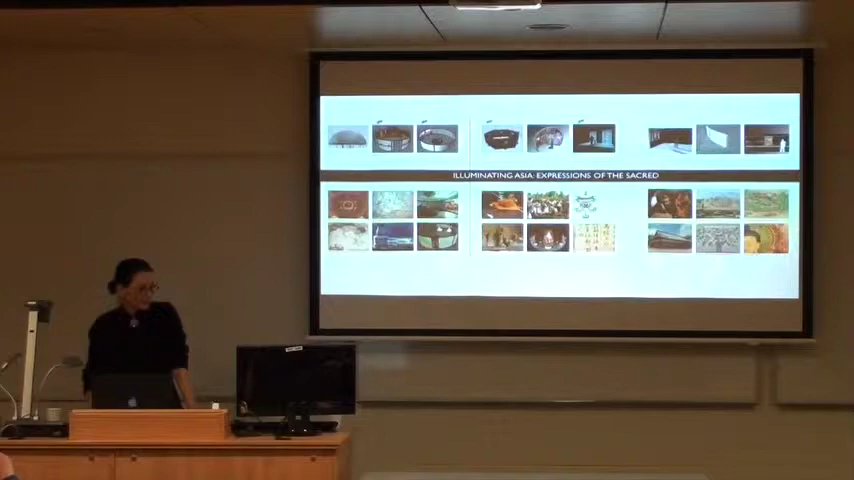 ILLUMINATING ASIA: EXPRESSIONS OF THE SACRED